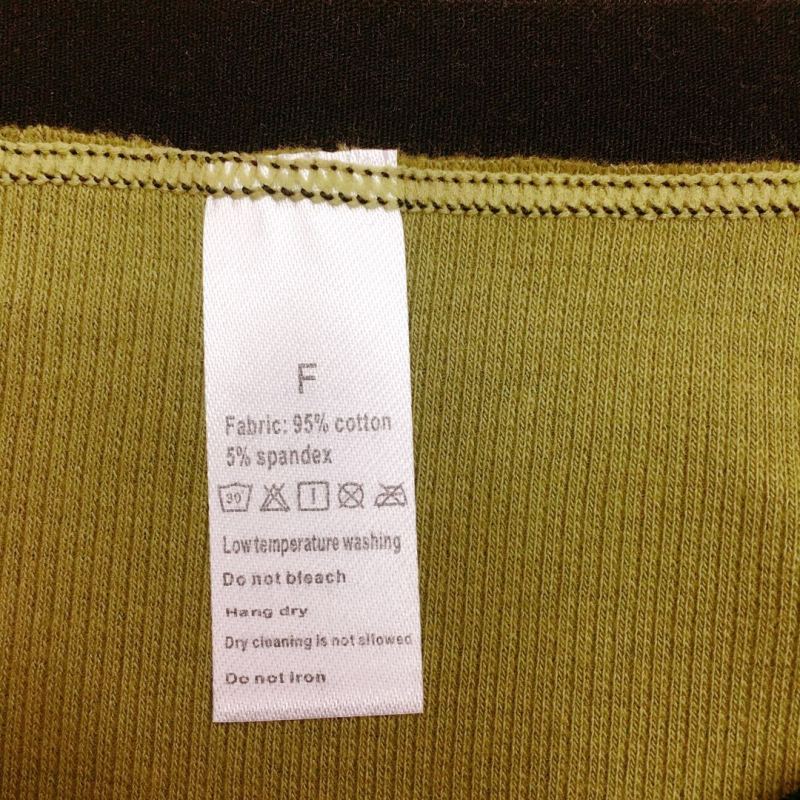 F
Fabric: 95% cotton
5% spandex
30
Low temperature washing
Do not bleach
Hang dry
Dry cleaning is not allowed
Do not iron